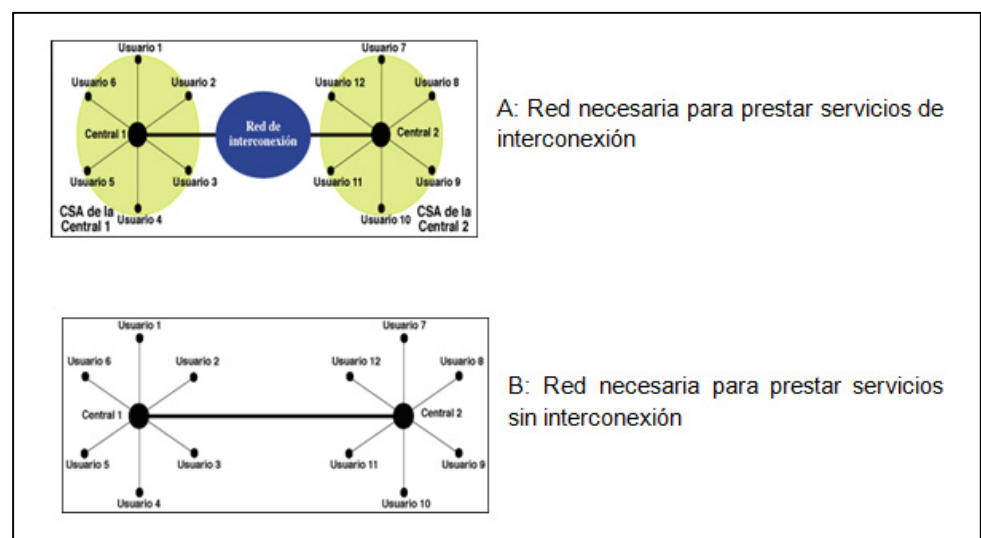 Usuario 1
Usuario 7
Usuario 6
Usuario 2
Usuario 12
Usuario 8
Central 1
Red de
interconexión
Central 2
Usuario 5
Usuario 3
Usuario 11
Usuario 9
CSA de la
Central 1
Usuario 4
Usuario 10
CSA de la
Central 2
A: Red necesaria para prestar servicios de
interconexión
Usuario 1
Usuario 7
Usuario 6
Usuario 2
Usuario 12
Usuario 8
Central 1
Central 2
Usuario 5
Usuario 3
Usuario 11
Usuario 9
Usuario 4
Usuario 10
B: Red necesaria para prestar servicios
sin interconexión